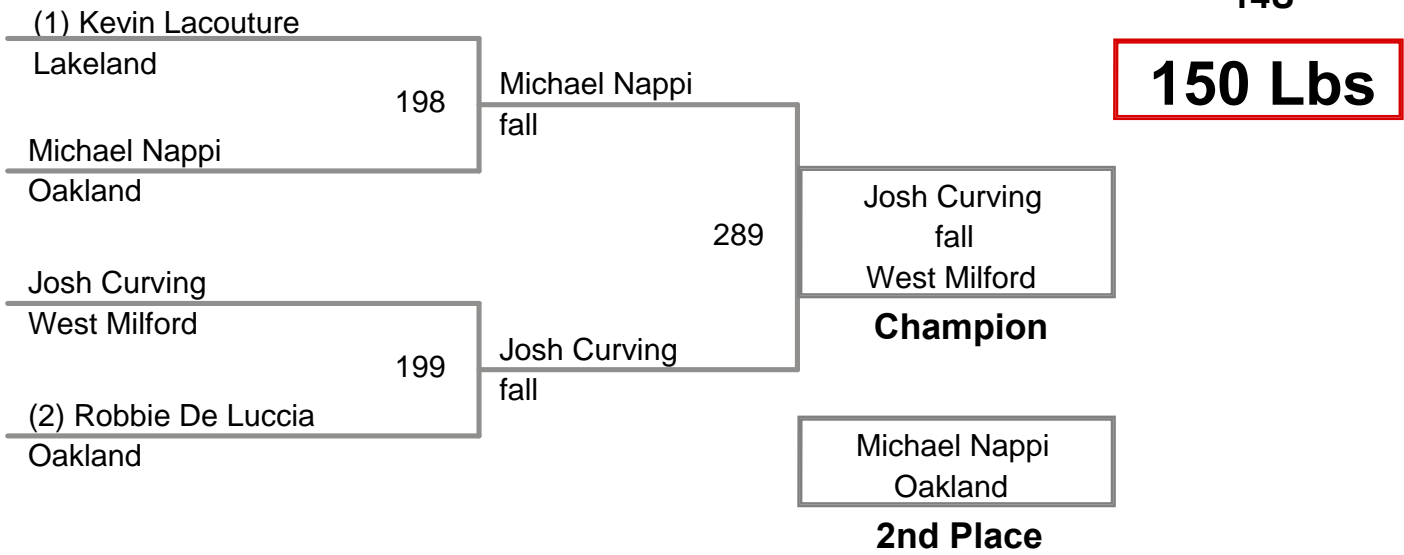 (1) Kevin Lacouture
Lakeland
198
Michael Nappi
Oakland
Josh Curving
West Milford
199
(2) Robbie De Luccia
Oakland
Michael Nappi
fall
289
Josh Curving
fall
150 Lbs
Josh Curving
fall
West Milford
Champion
Michael Nappi
Oakland
2nd Place